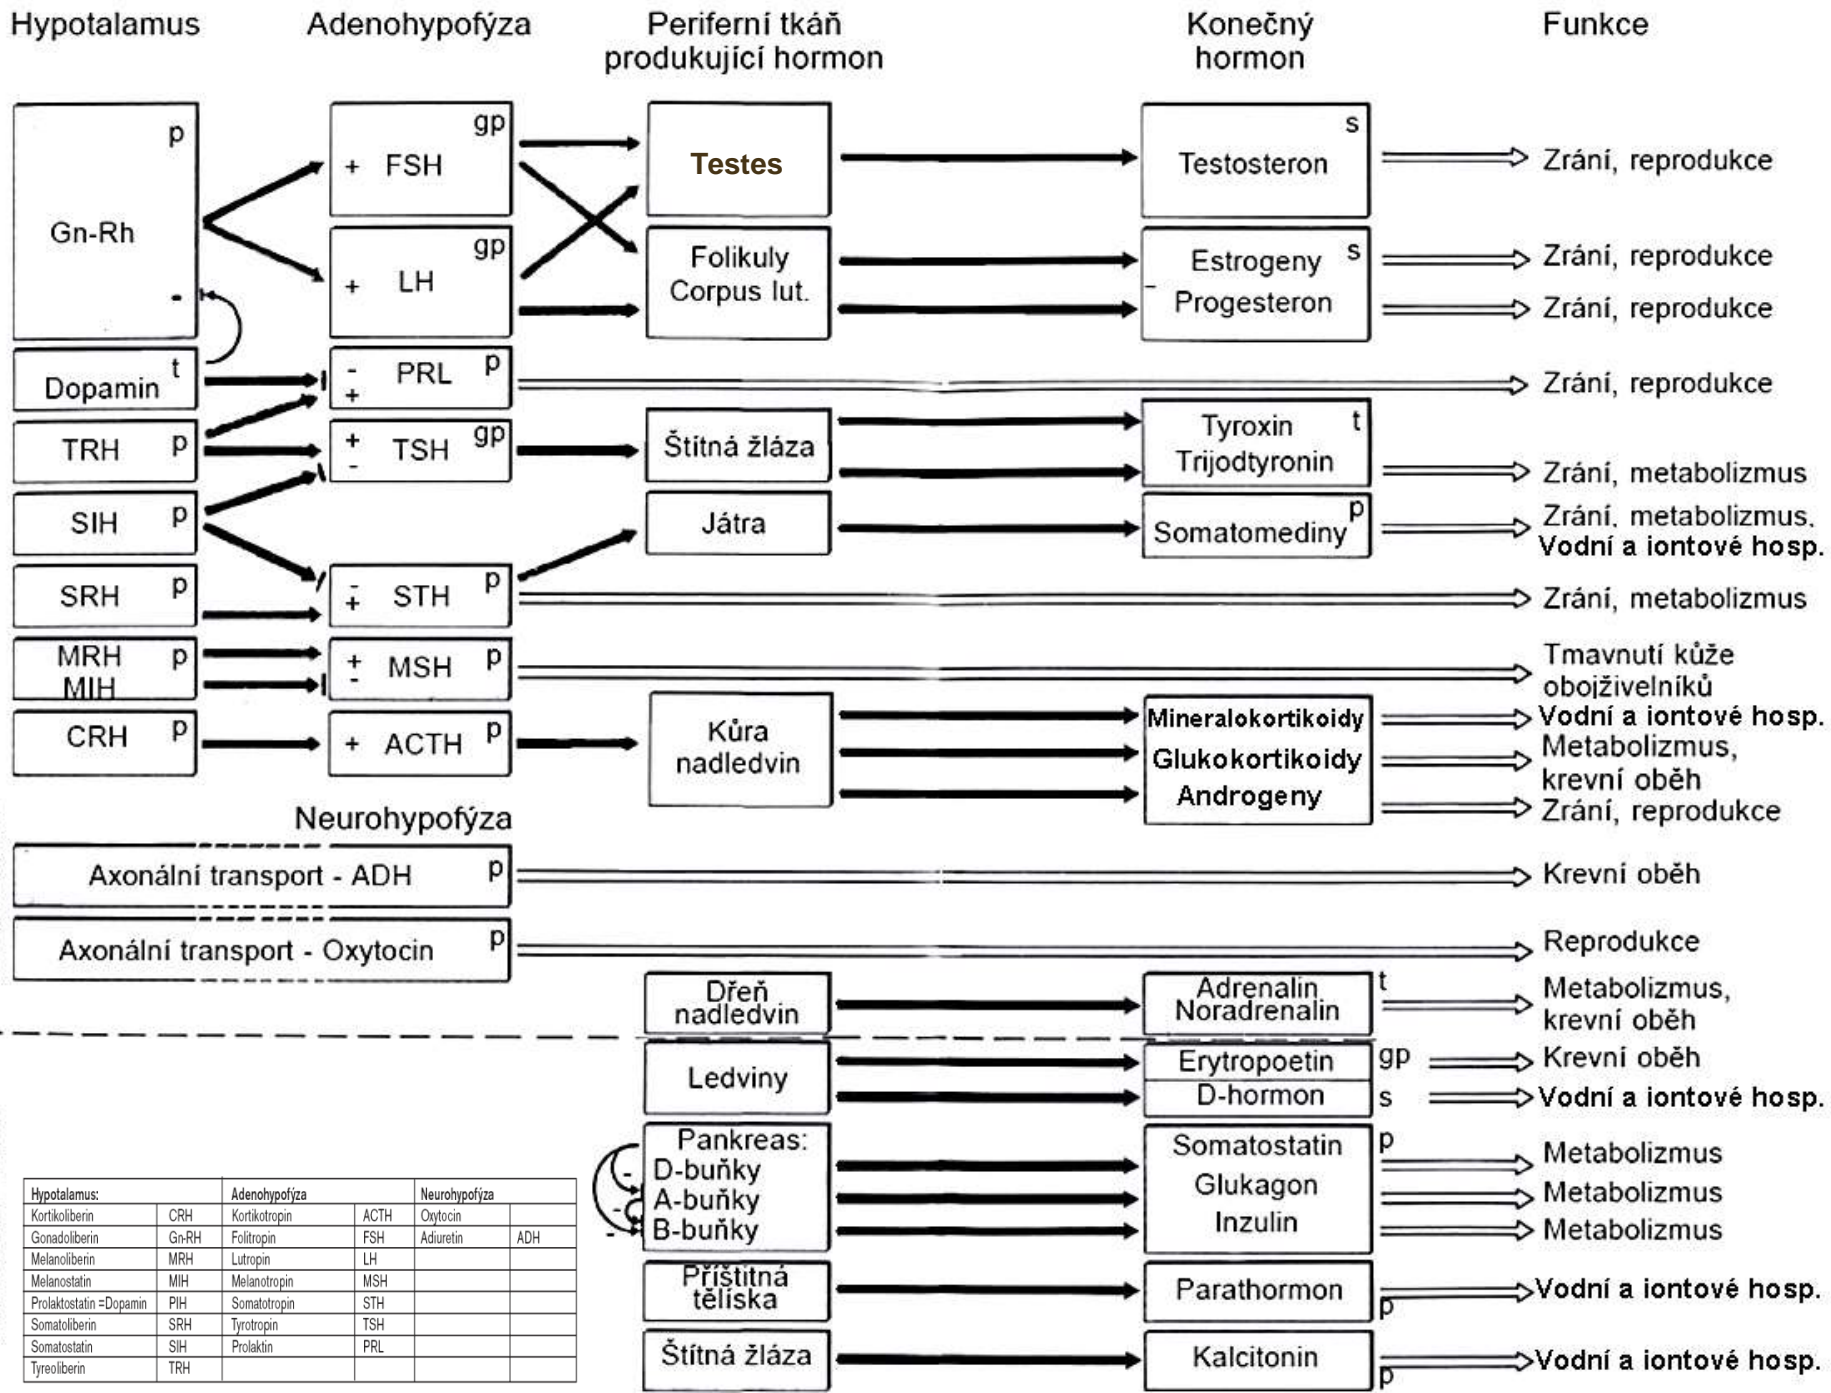 Hypotalamus
Adenohypofýza
Periferní tkáň
produkující hormon
Konečný
hormon
Funkce
p
Gn-Rh
-
gp
+ FSH
Testes
s
Testosteron
Zrání, reprodukce
gp
+ LH
Folikuly
Corpus lut.
Estrogeny s
- Progesteron
Zrání, reprodukce
Zrání, reprodukce
Dopamin t
- PRL p
+
Zrání, reprodukce
TRH p
+ TSH gp
-
Štítná žláza
Tyroxin t
Trijodtyronin
Zrání, metabolizmus
SIH p
Játra
Somatomediny p
Zrání, metabolizmus,
Vodní a iontové hosp.
SRH p
- STH p
+
Zrání, metabolizmus
MRH p
MIH
+ MSH p
-
Tmavnutí kůže
obojživelníků
CRH p
+ ACTH p
Kůra
nadledvin
Mineralokortikoidy
Glukokortikoidy
Androgeny
Vodní a iontové hosp.
Metabolizmus,
krevní oběh
Zrání, reprodukce
Neurohypofýza
Axonální transport - ADH p
Krevní oběh
Axonální transport - Oxytocin p
Reprodukce
Dřeň
nadledvin
Adrenalin t
Noradrenalin
Metabolizmus,
krevní oběh
Ledviny
Erytropoetin gp
Krevní oběh
D-hormon s
Vodní a iontové hosp.
Pankreas:
- D-buňky
- A-buňky
- B-buňky
Somatostatin p
Glukagon
Inzulin
Metabolizmus
Metabolizmus
Metabolizmus
Příštitná
tělíska
Parathormon
p
Vodní a iontové hosp.
Štítná žláza
Kalcitonin
p
Vodní a iontové hosp.
Hypotalamus: Adenohypofýza Neurohypofýza
Kortikoliberin CRH Kortikotropin ACTH Oxytocin
Gonadoliberin Gn-RH Folitropin FSH Adiuretin ADH
Melanoliberin MRH Lutropin LH
Melanostatin MIH Melanotropin MSH
Prolaktostatin =Dopamin PIH Somatotropin STH
Somatoliberin SRH Tyrotropin TSH
Somatostatin SIH Prolaktin PRL
Tyreoliberin TRH